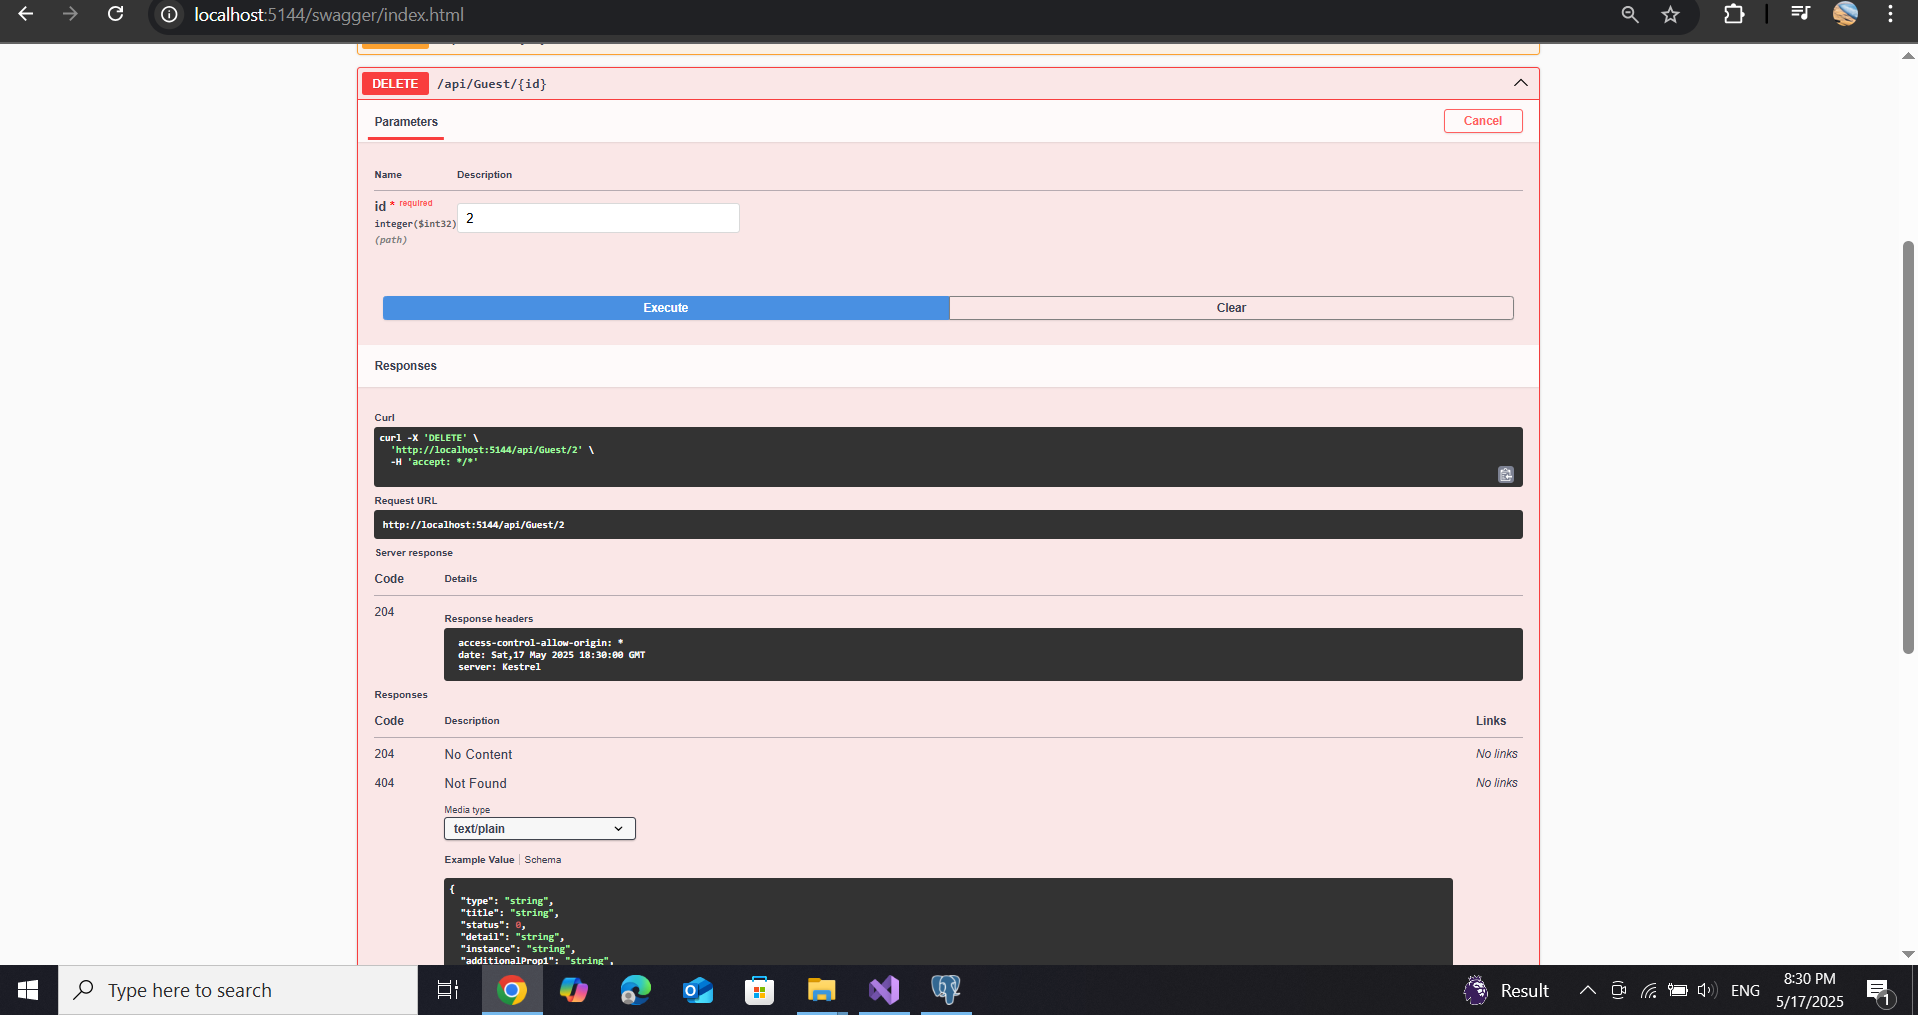 localhost:5144/swagger/index.html
DELETE /api/Guest/{id}
Parameters
Cancel
Name Description
id * required
integer($int32)
(path)
2
Execute
Clear
Responses
Curl
curl -X 'DELETE' \
'http://localhost:5144/api/Guest/2' \
-H 'accept: */*'
Request URL
http://localhost:5144/api/Guest/2
Server response
Code Details
204
Response headers
access-control-allow-origin: *
date: Sat,17 May 2025 18:30:00 GMT
server: Kestrel
Responses
Code Description Links
204 No Content No links
404 Not Found No links
Media type
text/plain
Example Value Schema
{
"type": "string",
"title": "string",
"status": 0,
"detail": "string",
"instance": "string",
"additionalProp1": "string",
Type here to search
Result
ENG
8:30 PM
5/17/2025
1